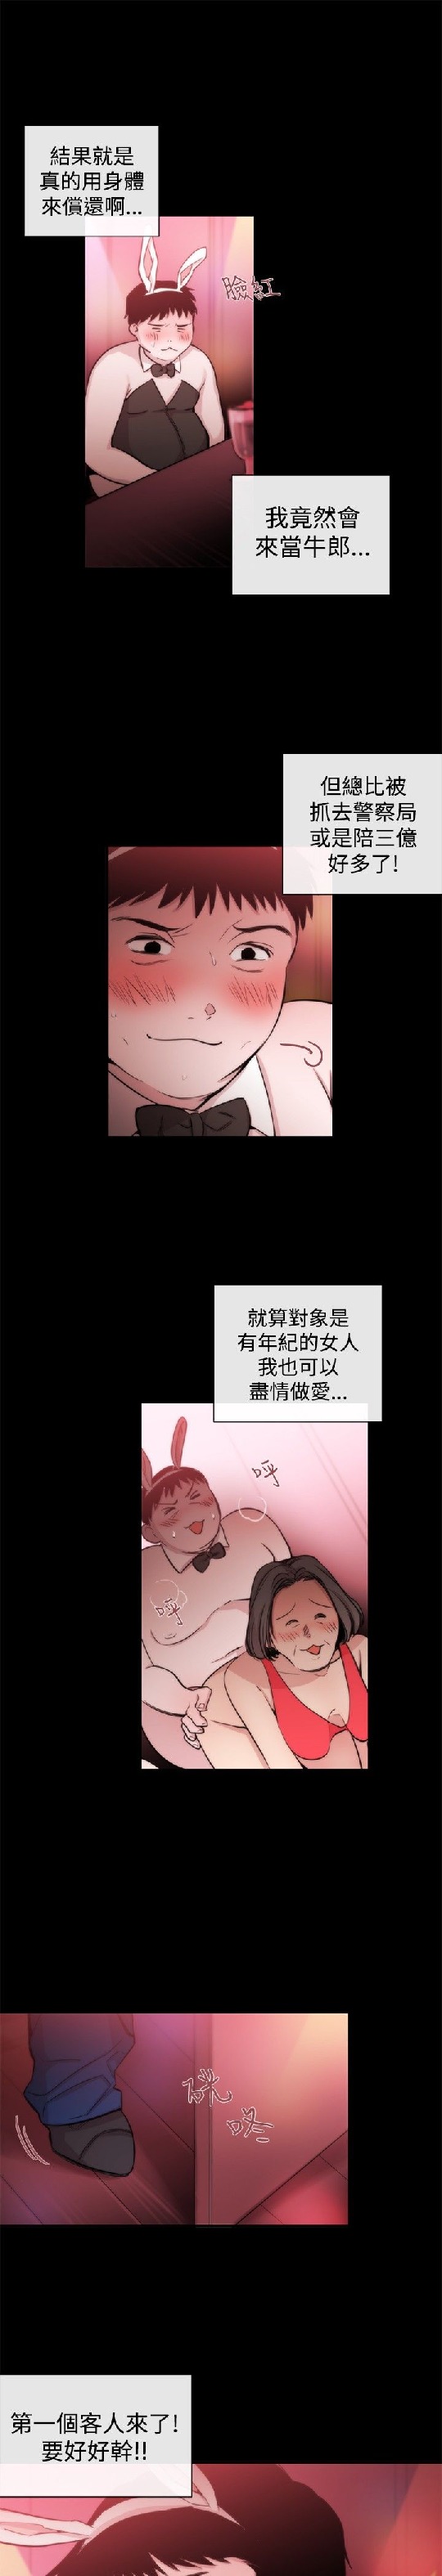 結果就是
真的用身體
來償還啊...
臉紅
我竟然會
來當牛郎...
但總比被
抓去警察局
或是陪三億
好多了!
就算對象是
有年紀的女人
我也可以
盡情做愛...
呼
呼
硄
咚
第一個客人來了!
要好好幹!!